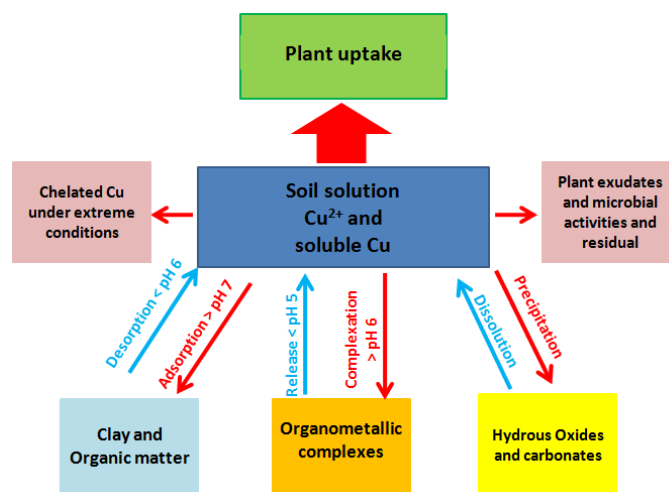 Plant uptake
Chelated Cu
under extreme
conditions
Soil solution
Cu²⁺ and
soluble Cu
Plant exudates
and microbial
activities and
residual
Desorption < pH 6
Adsorption > pH 7
Release < pH 5
Complexation
> pH 6
Dissolution
Precipitation
Clay and
Organic matter
Organometallic
complexes
Hydrous Oxides
and carbonates